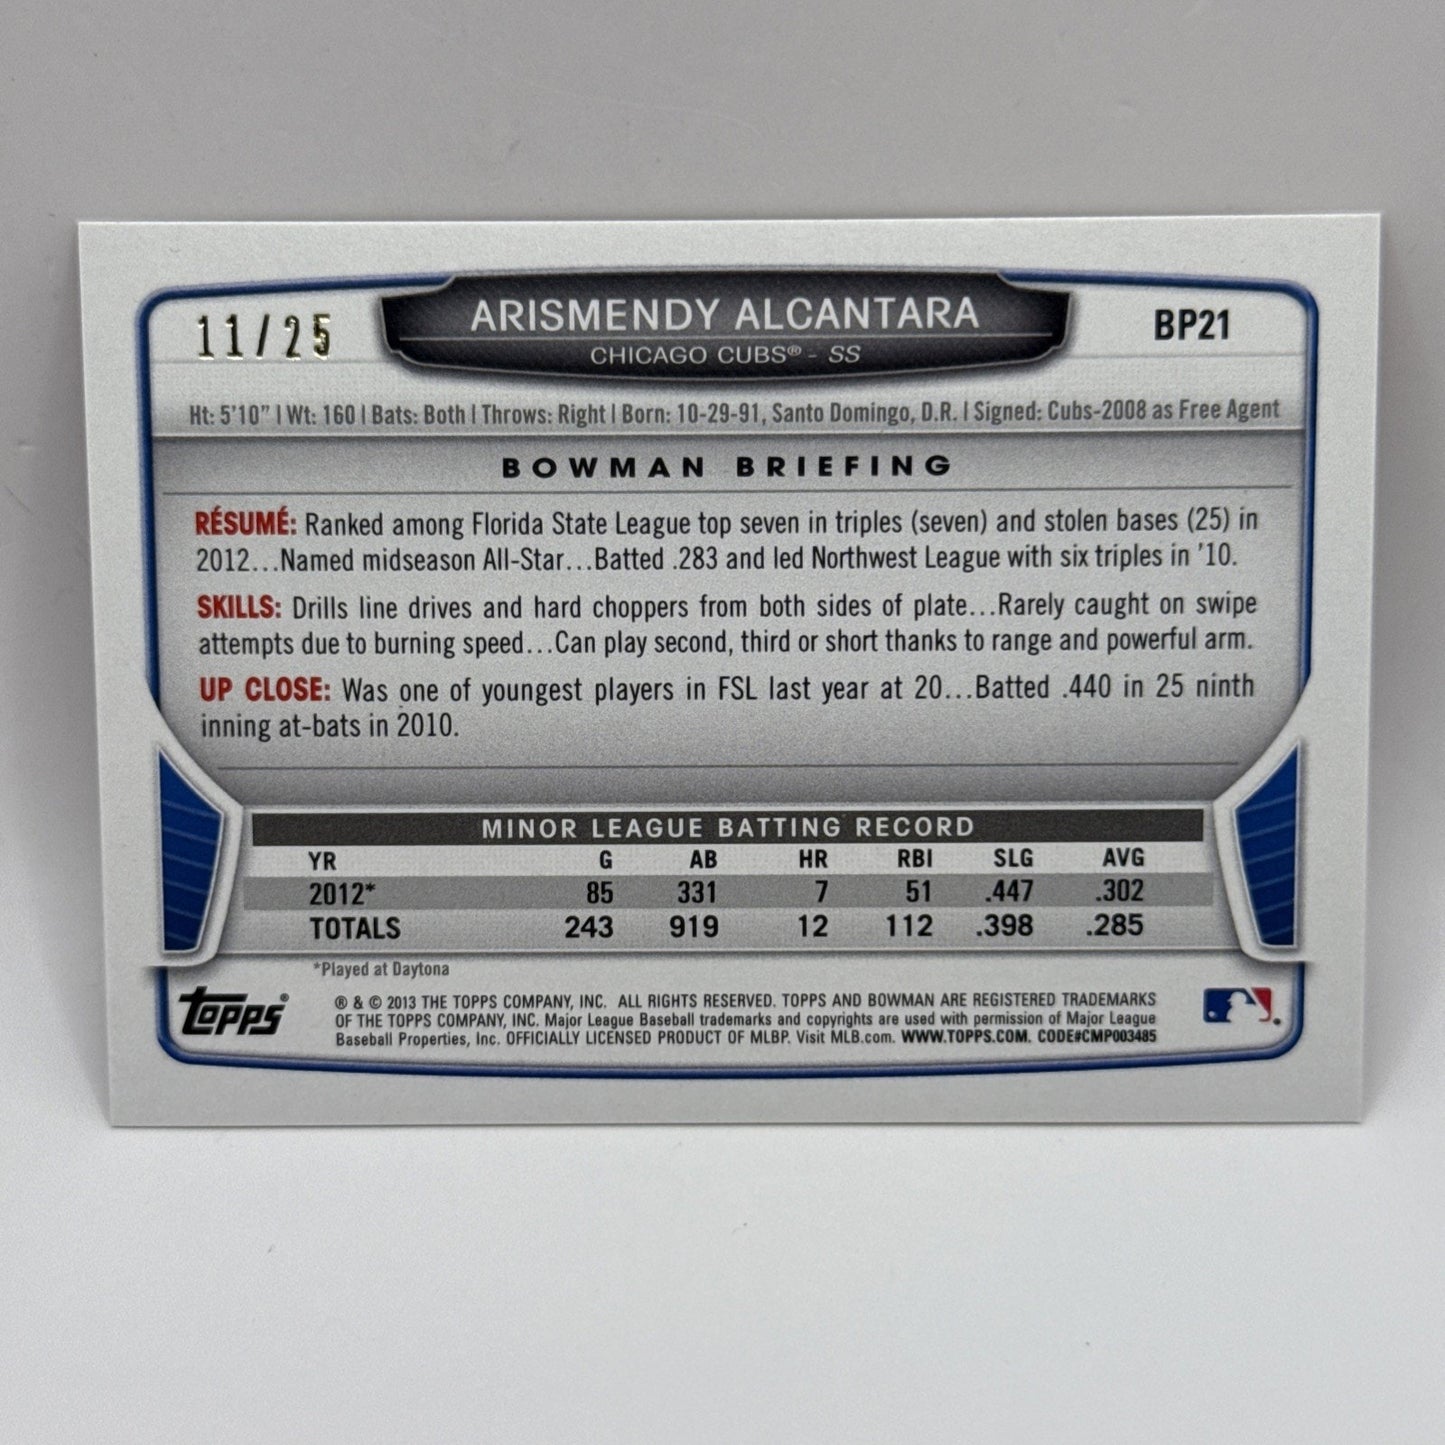 11/25
ARISMENDY ALCANTARA
CHICAGO CUBS® - SS
BP21
Ht: 5'10" | Wt: 160 | Bats: Both | Throws: Right | Born: 10-29-91, Santo Domingo, D.R. | Signed: Cubs-2008 as Free Agent
BOWMAN BRIEFING
RÉSUMÉ: Ranked among Florida State League top seven in triples (seven) and stolen bases (25) in
2012...Named midseason All-Star...Batted .283 and led Northwest League with six triples in '10.
SKILLS: Drills line drives and hard choppers from both sides of plate...Rarely caught on swipe
attempts due to burning speed...Can play second, third or short thanks to range and powerful arm.
UP CLOSE: Was one of youngest players in FSL last year at 20...Batted .440 in 25 ninth
inning at-bats in 2010.
MINOR LEAGUE BATTING RECORD
YR G AB HR RBI SLG AVG
2012* 85 331 7 51 .447 .302
TOTALS 243 919 12 112 .398 .285
*Played at Daytona
Topps®
® & © 2013 THE TOPPS COMPANY, INC. ALL RIGHTS RESERVED. TOPPS AND BOWMAN ARE REGISTERED TRADEMARKS
OF THE TOPPS COMPANY, INC. Major League Baseball trademarks and copyrights are used with permission of Major League
Baseball Properties, Inc. OFFICIALLY LICENSED PRODUCT OF MLBP. Visit MLB.com. WWW.TOPPS.COM. CODE#CMP003485